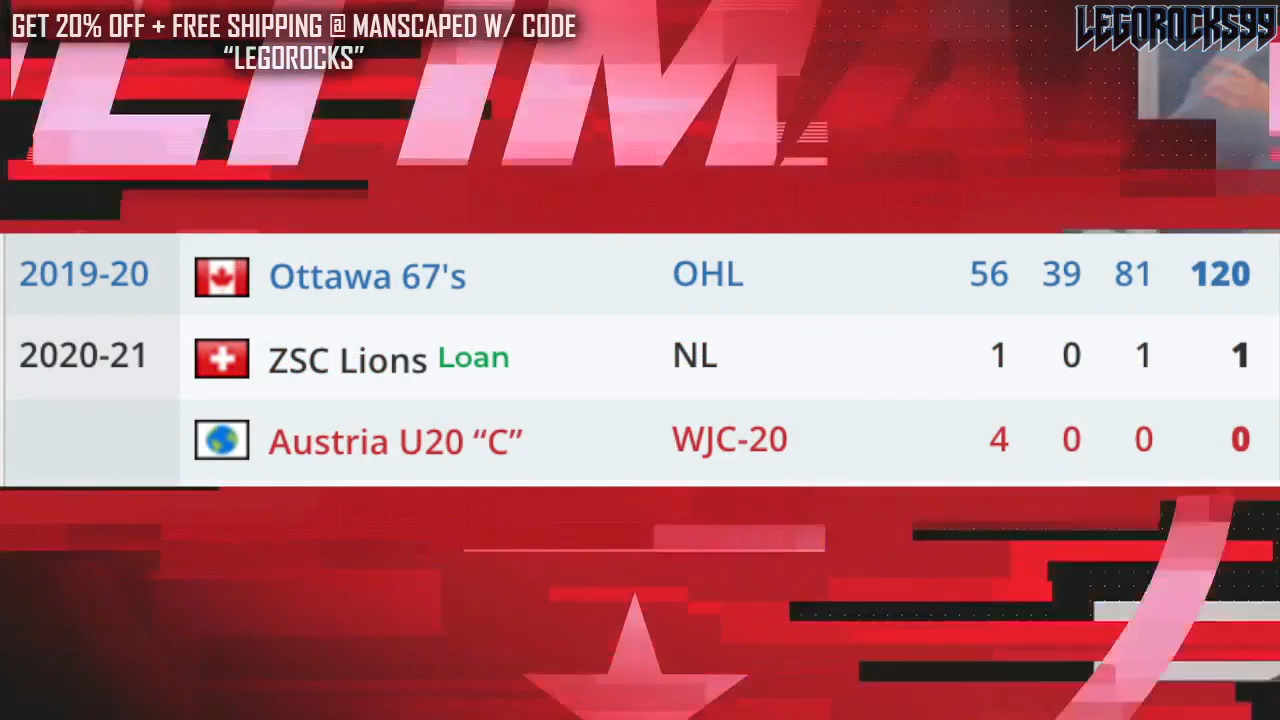 GET 20% OFF + FREE SHIPPING @ MANSCAPED W/ CODE
“LEGOROCKS”
LEGOROCKS99
2019-20 Ottawa 67's OHL 56 39 81 120
2020-21 ZSC Lions Loan NL 1 0 1 1
Austria U20 “C” WJC-20 4 0 0 0